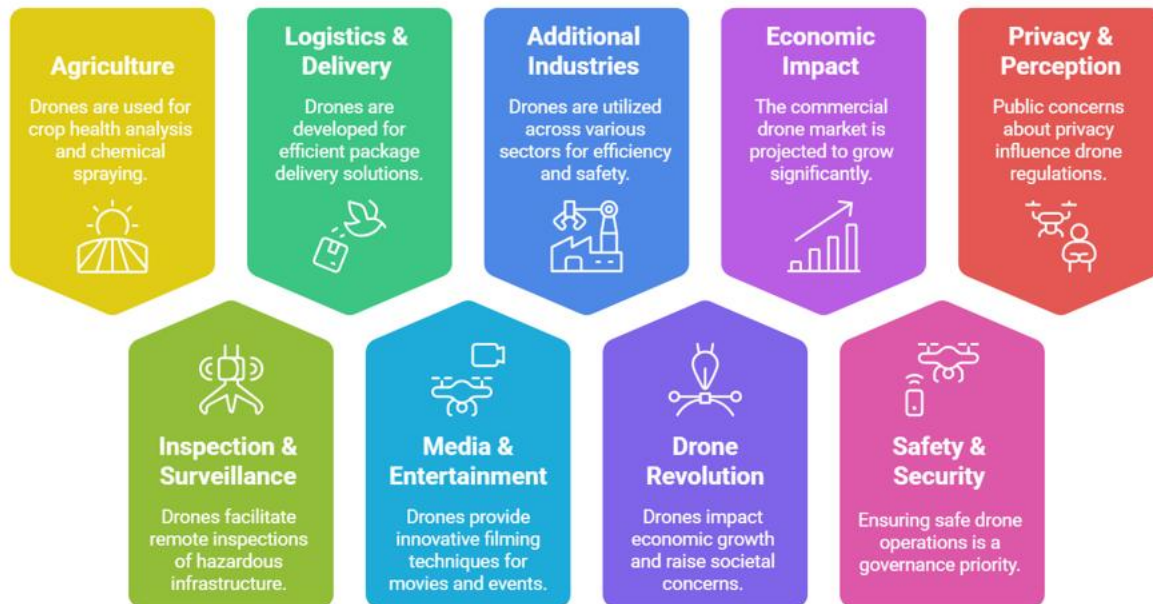 Agriculture
Drones are used for
crop health analysis
and chemical
spraying.
Logistics &
Delivery
Drones are
developed for
efficient package
delivery solutions.
Additional
Industries
Drones are utilized
across various
sectors for efficiency
and safety.
Economic
Impact
The commercial
drone market is
projected to grow
significantly.
Privacy &
Perception
Public concerns
about privacy
influence drone
regulations.
Inspection &
Surveillance
Drones facilitate
remote inspections
of hazardous
infrastructure.
Media &
Entertainment
Drones provide
innovative filming
techniques for
movies and events.
Drone
Revolution
Drones impact
economic growth
and raise societal
concerns.
Safety &
Security
Ensuring safe drone
operations is a
governance priority.